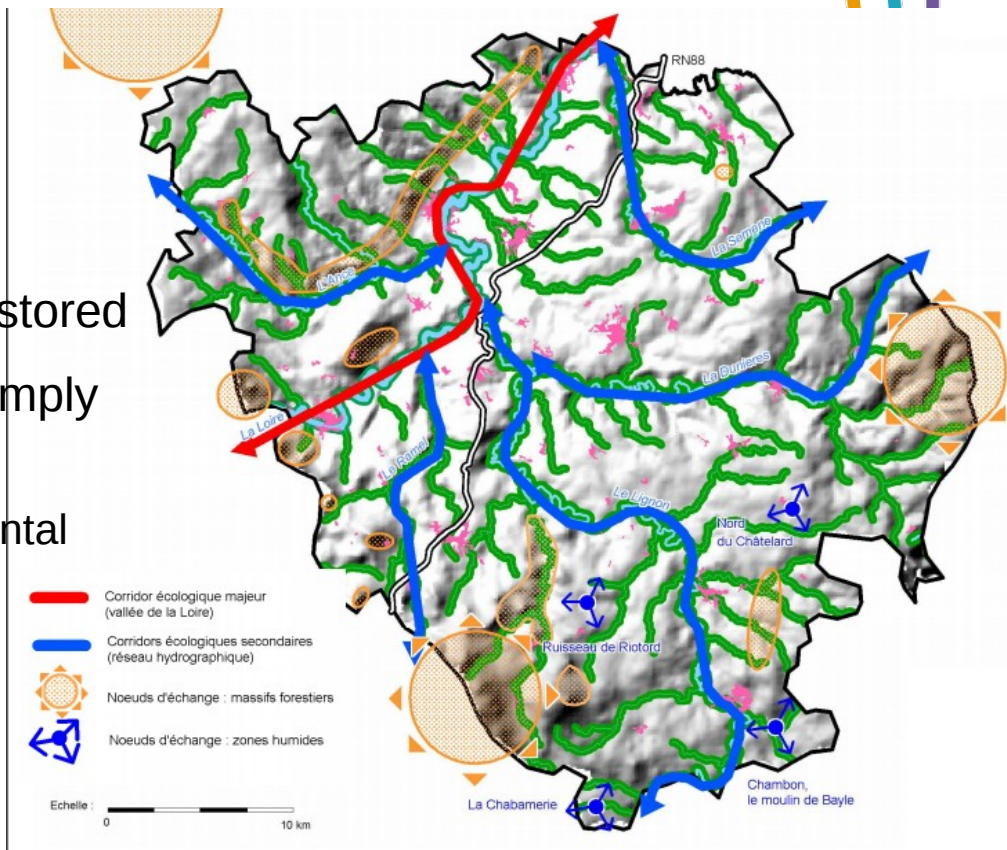 stored
mply
ntal
RN88
La Semène
L'Ance
La Dunières
La Loire
Le Ramel
Le Lignon
Nord
du Châtelard
Ruisseau de Riotord
Chambon,
le moulin de Bayle
La Chabamerie
Corridor écologique majeur
(vallée de la Loire)
Corridors écologiques secondaires
(réseau hydrographique)
Noeuds d'échange : massifs forestiers
Noeuds d'échange : zones humides
Echelle :
0
10 km